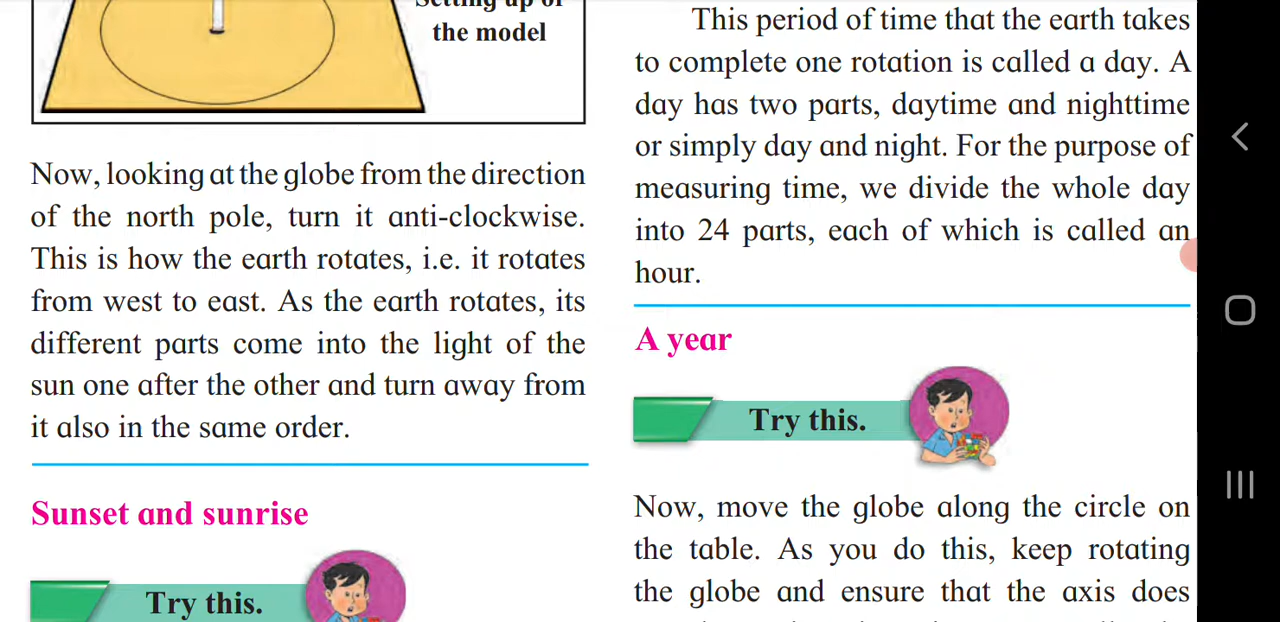 Setting up of
the model
Now, looking at the globe from the direction
of the north pole, turn it anti-clockwise.
This is how the earth rotates, i.e. it rotates
from west to east. As the earth rotates, its
different parts come into the light of the
sun one after the other and turn away from
it also in the same order.
Sunset and sunrise
Try this.
This period of time that the earth takes
to complete one rotation is called a day. A
day has two parts, daytime and nighttime
or simply day and night. For the purpose of
measuring time, we divide the whole day
into 24 parts, each of which is called an
hour.
A year
Try this.
Now, move the globe along the circle on
the table. As you do this, keep rotating
the globe and ensure that the axis does